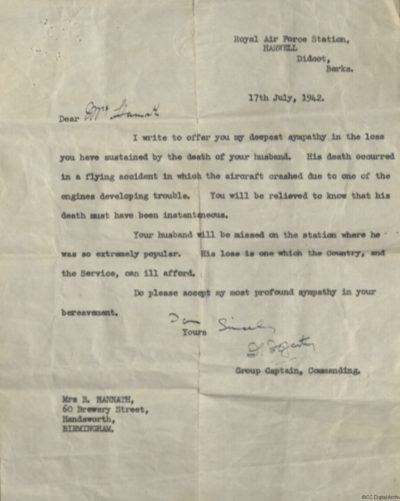 Royal Air Force Station,
HARWELL
Didcot,
Berks.
17th July, 1942.
Dear Mrs Hannath
I write to offer you my deepest sympathy in the loss
you have sustained by the death of your husband. His death occurred
in a flying accident in which the aircraft crashed due to one of the
engines developing trouble. You will be relieved to know that his
death must have been instantaneous.
Your husband will be missed on the station where he
was so extremely popular. His loss is one which the Country, and
the Service, can ill afford.
Do please accept my most profound sympathy in your
bereavement.
Yours Sincerely
Group Captain, Commanding.
Mrs R. HANNATH,
60 Brewery Street,
Handsworth,
BIRMINGHAM.